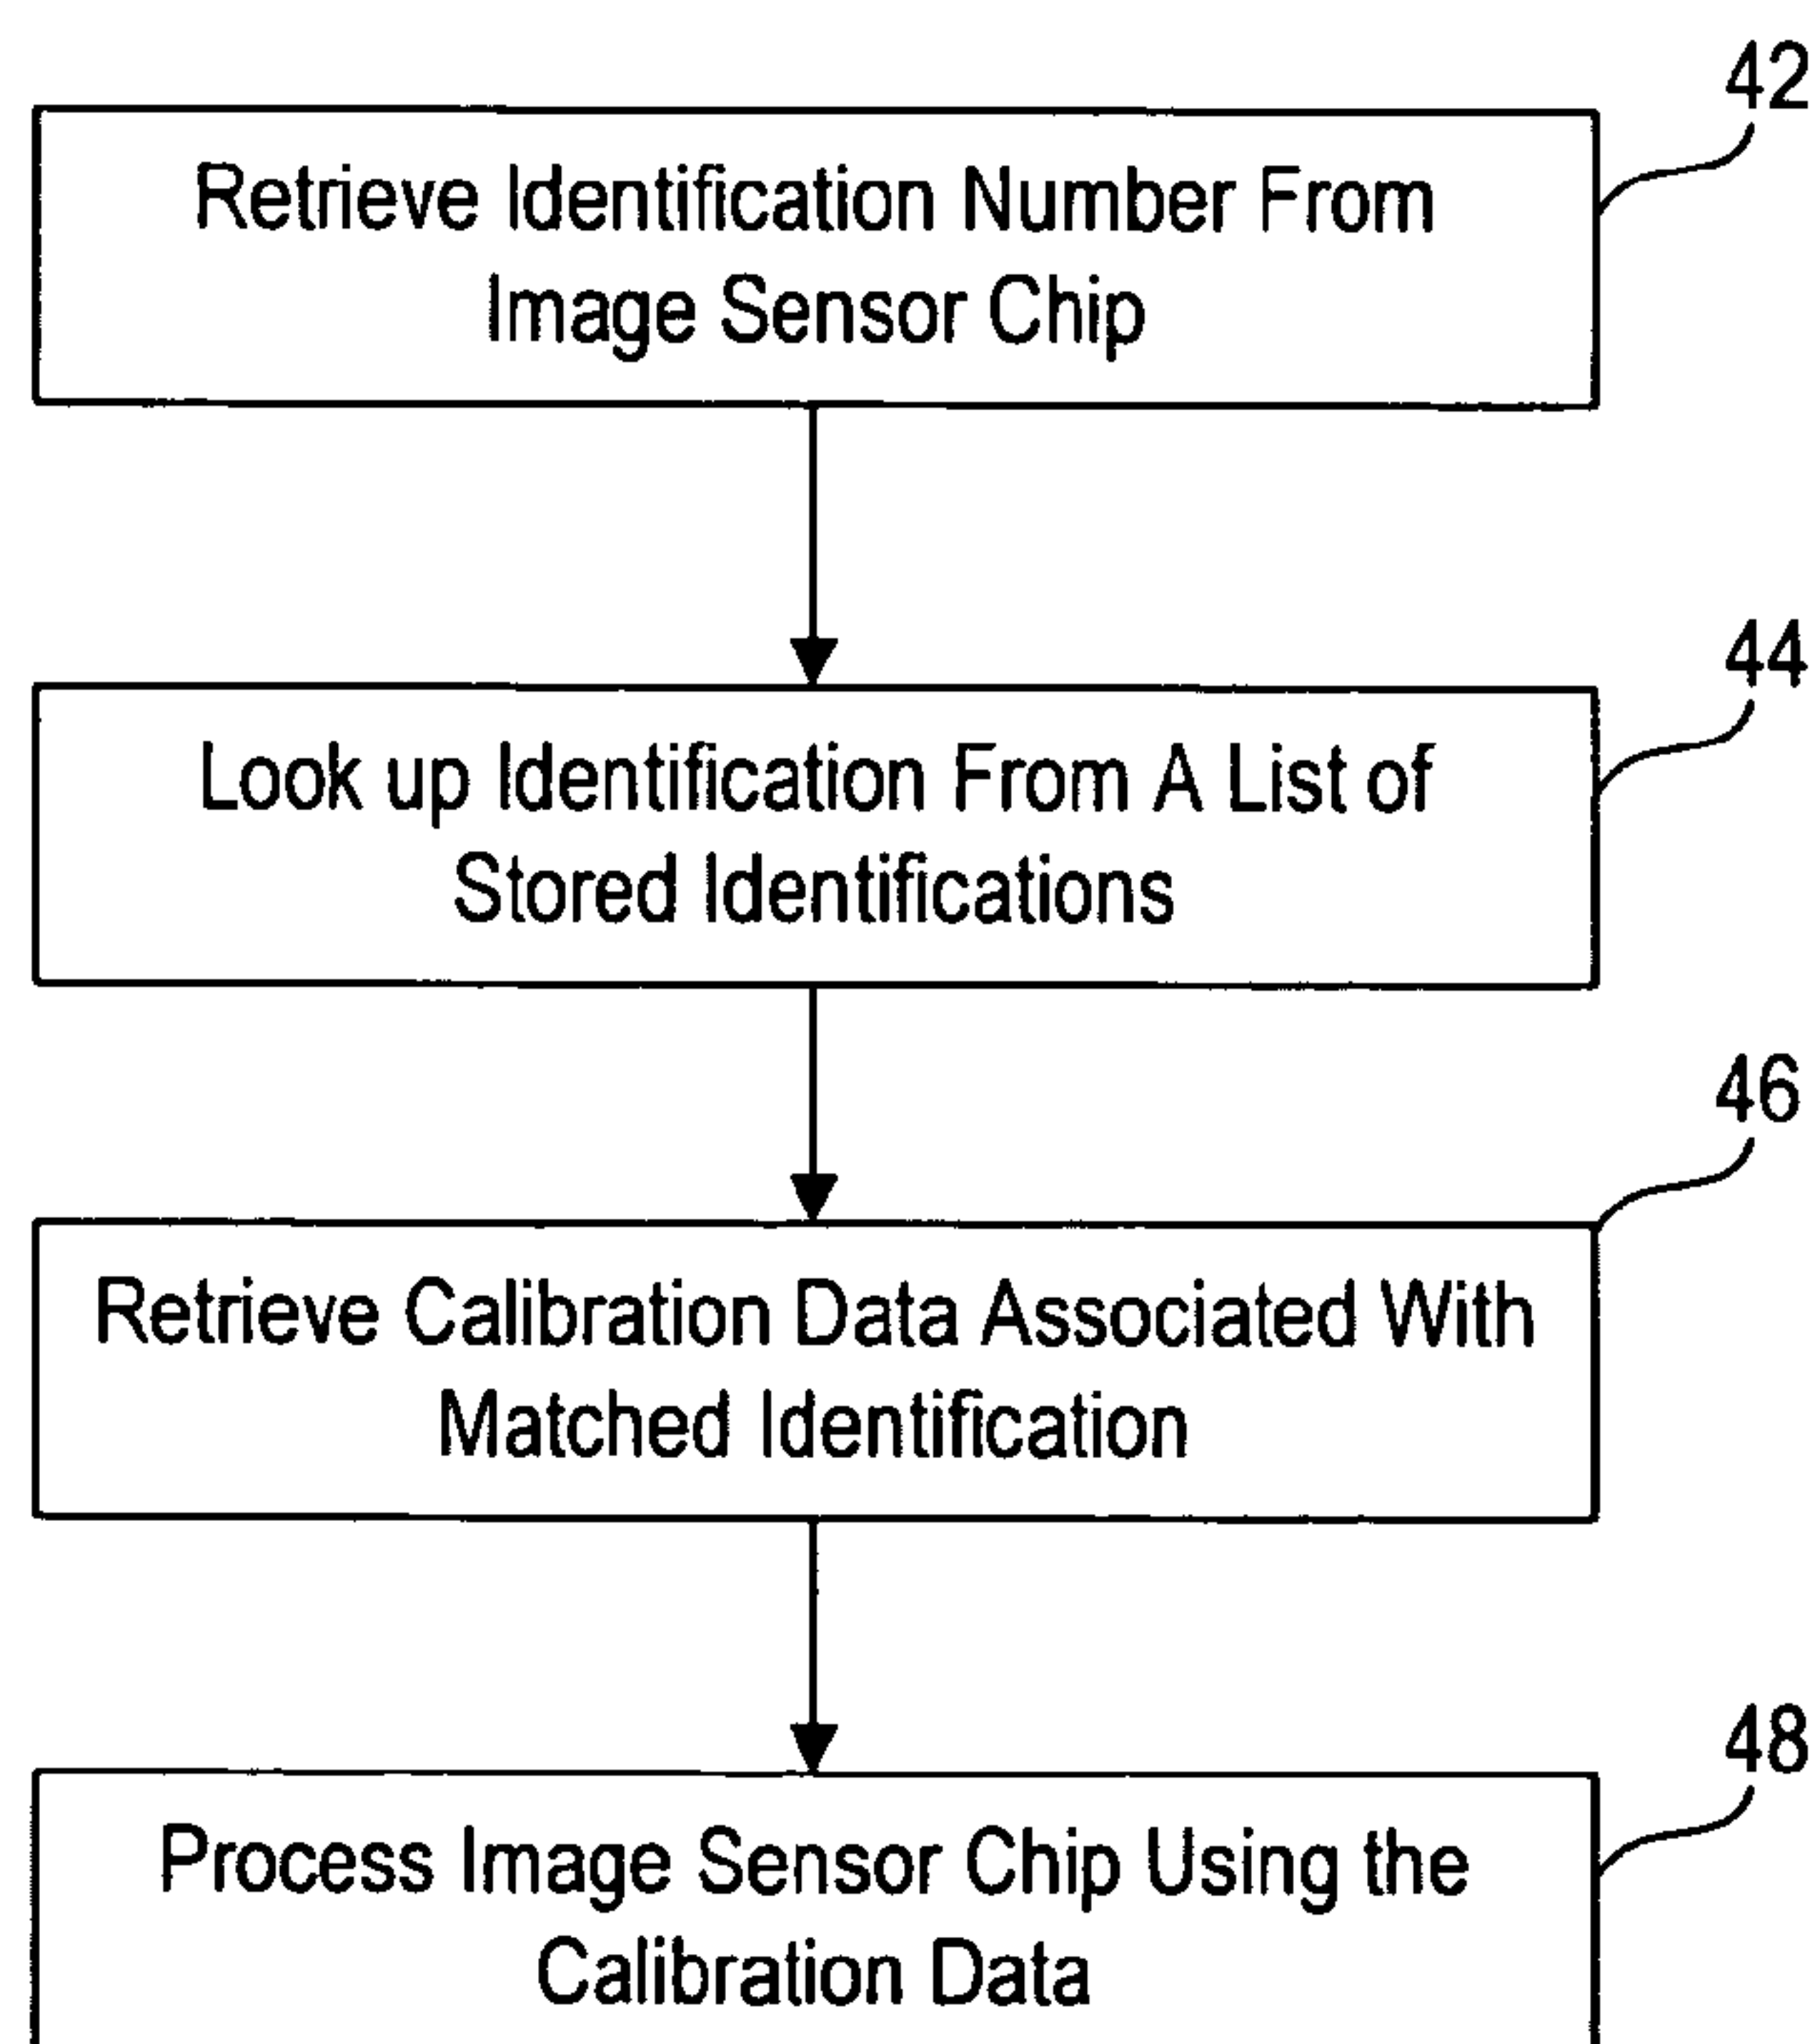 42
Retrieve Identification Number From
Image Sensor Chip
44
Look up Identification From A List of
Stored Identifications
46
Retrieve Calibration Data Associated With
Matched Identification
48
Process Image Sensor Chip Using the
Calibration Data